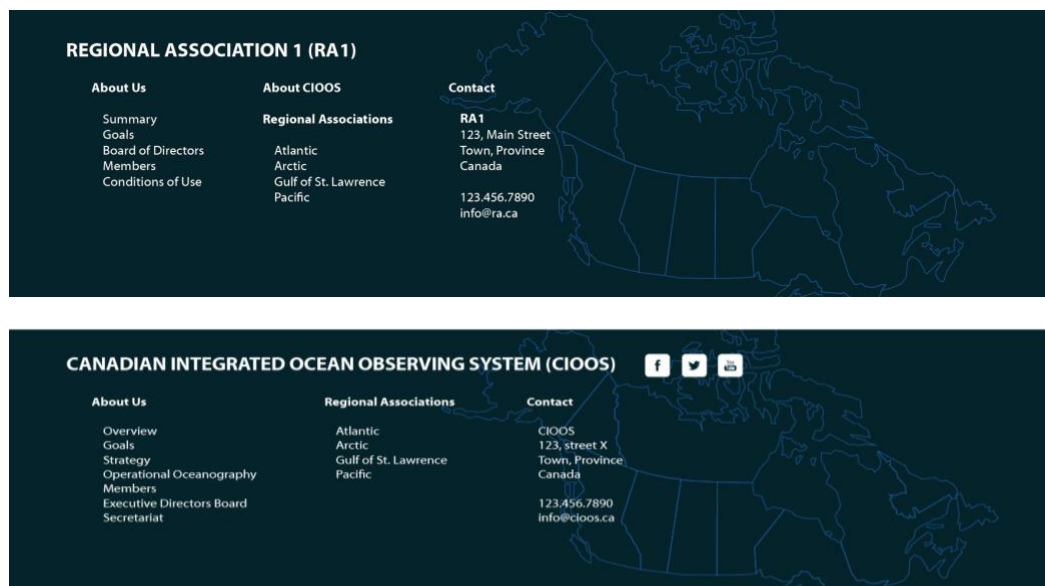 REGIONAL ASSOCIATION 1 (RA1)
About Us
Summary
Goals
Board of Directors
Members
Conditions of Use
About CIOOS
Regional Associations
Atlantic
Arctic
Gulf of St. Lawrence
Pacific
Contact
RA1
123, Main Street
Town, Province
Canada
123.456.7890
info@ra.ca
CANADIAN INTEGRATED OCEAN OBSERVING SYSTEM (CIOOS)
f
You
Tube
About Us
Overview
Goals
Strategy
Operational Oceanography
Members
Executive Directors Board
Secretariat
Regional Associations
Atlantic
Arctic
Gulf of St. Lawrence
Pacific
Contact
CIOOS
123, street X
Town, Province
Canada
123.456.7890
info@cioos.ca